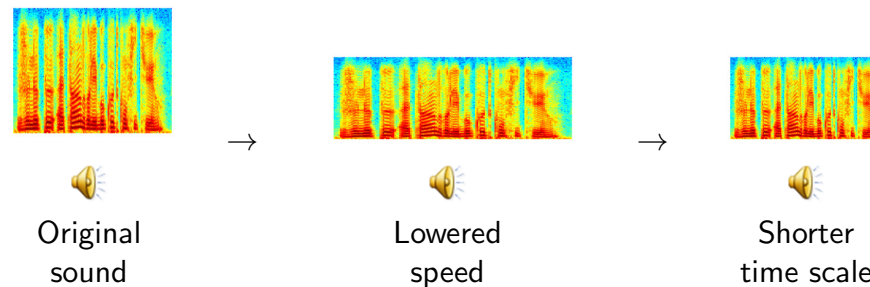 →
→
Original
sound
Lowered
speed
Shorter
time scale